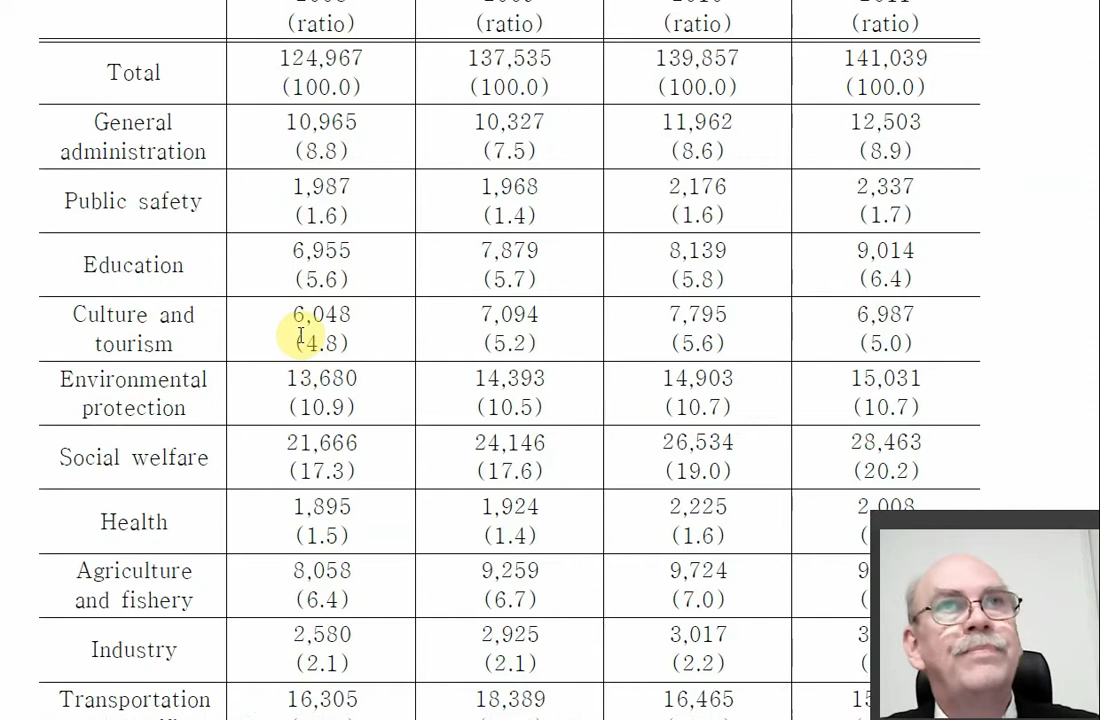 (ratio) (ratio) (ratio) (ratio)
Total 124,967 137,535 139,857 141,039
(100.0) (100.0) (100.0) (100.0)
General 10,965 10,327 11,962 12,503
administration (8.8) (7.5) (8.6) (8.9)
Public safety 1,987 1,968 2,176 2,337
(1.6) (1.4) (1.6) (1.7)
Education 6,955 7,879 8,139 9,014
(5.6) (5.7) (5.8) (6.4)
Culture and 6,048 7,094 7,795 6,987
tourism (4.8) (5.2) (5.6) (5.0)
Environmental 13,680 14,393 14,903 15,031
protection (10.9) (10.5) (10.7) (10.7)
Social welfare 21,666 24,146 26,534 28,463
(17.3) (17.6) (19.0) (20.2)
Health 1,895 1,924 2,225 2,008
(1.5) (1.4) (1.6)
Agriculture 8,058 9,259 9,724
and fishery (6.4) (6.7) (7.0)
Industry 2,580 2,925 3,017
(2.1) (2.1) (2.2)
Transportation 16,305 18,389 16,465